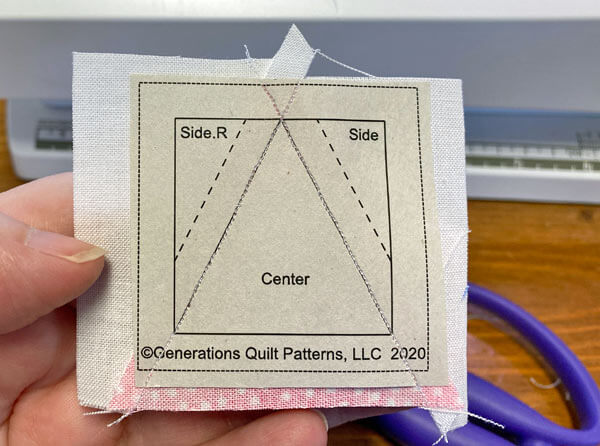 Side.R Side
Center
©Generations Quilt Patterns, LLC 2020